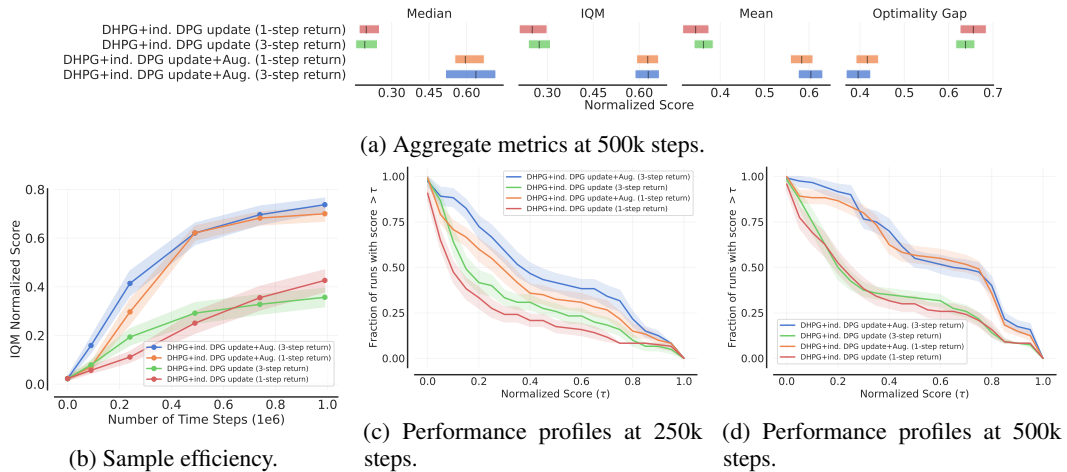 Median IQM Mean Optimality Gap
DHPG+ind. DPG update (1-step return)
DHPG+ind. DPG update (3-step return)
DHPG+ind. DPG update+Aug. (1-step return)
DHPG+ind. DPG update+Aug. (3-step return)
0.30 0.45 0.60 0.30 0.45 0.60 0.4 0.5 0.6 0.4 0.5 0.6 0.7
Normalized Score
(a) Aggregate metrics at 500k steps.
IQM Normalized Score
0.8
0.6
0.4
0.2
0.0
DHPG+ind. DPG update+Aug. (3-step return)
DHPG+ind. DPG update+Aug. (1-step return)
DHPG+ind. DPG update (3-step return)
DHPG+ind. DPG update (1-step return)
0.0 0.2 0.4 0.6 0.8 1.0
Number of Time Steps (1e6)
(b) Sample efficiency.
Fraction of runs with score > τ
1.00
0.75
0.50
0.25
0.00
DHPG+ind. DPG update+Aug. (3-step return)
DHPG+ind. DPG update (3-step return)
DHPG+ind. DPG update+Aug. (1-step return)
DHPG+ind. DPG update (1-step return)
0.0 0.2 0.4 0.6 0.8 1.0
Normalized Score (τ)
(c) Performance profiles at 250k
steps.
Fraction of runs with score > τ
1.00
0.75
0.50
0.25
0.00
DHPG+ind. DPG update+Aug. (3-step return)
DHPG+ind. DPG update (3-step return)
DHPG+ind. DPG update+Aug. (1-step return)
DHPG+ind. DPG update (1-step return)
0.0 0.2 0.4 0.6 0.8 1.0
Normalized Score (τ)
(d) Performance profiles at 500k
steps.